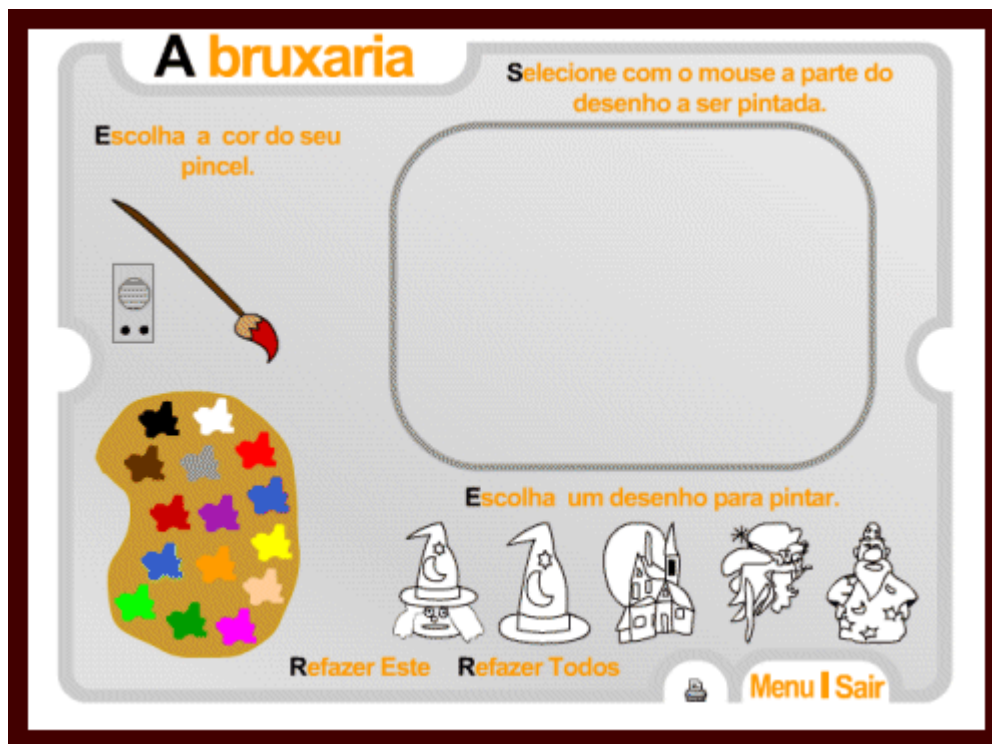 A bruxaria
Selecione com o mouse a parte do
desenho a ser pintada.
Escolha a cor do seu
pincel.
Escolha um desenho para pintar.
Refazer Este Refazer Todos
Menu | Sair